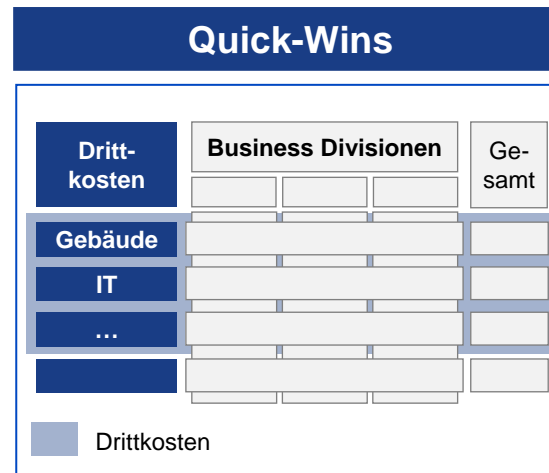 Quick-Wins
Dritt-
kosten
Business Divisionen
Ge-
samt
Gebäude
IT
…
Drittkosten